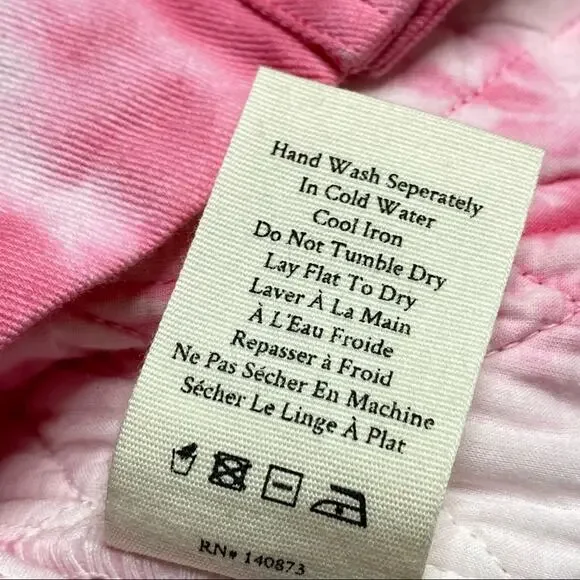 Hand Wash Seperately
In Cold Water
Cool Iron
Do Not Tumble Dry
Lay Flat To Dry
Laver À La Main
À L'Eau Froide
Repasser à Froid
Ne Pas Sécher En Machine
Sécher Le Linge À Plat
RN# 140873